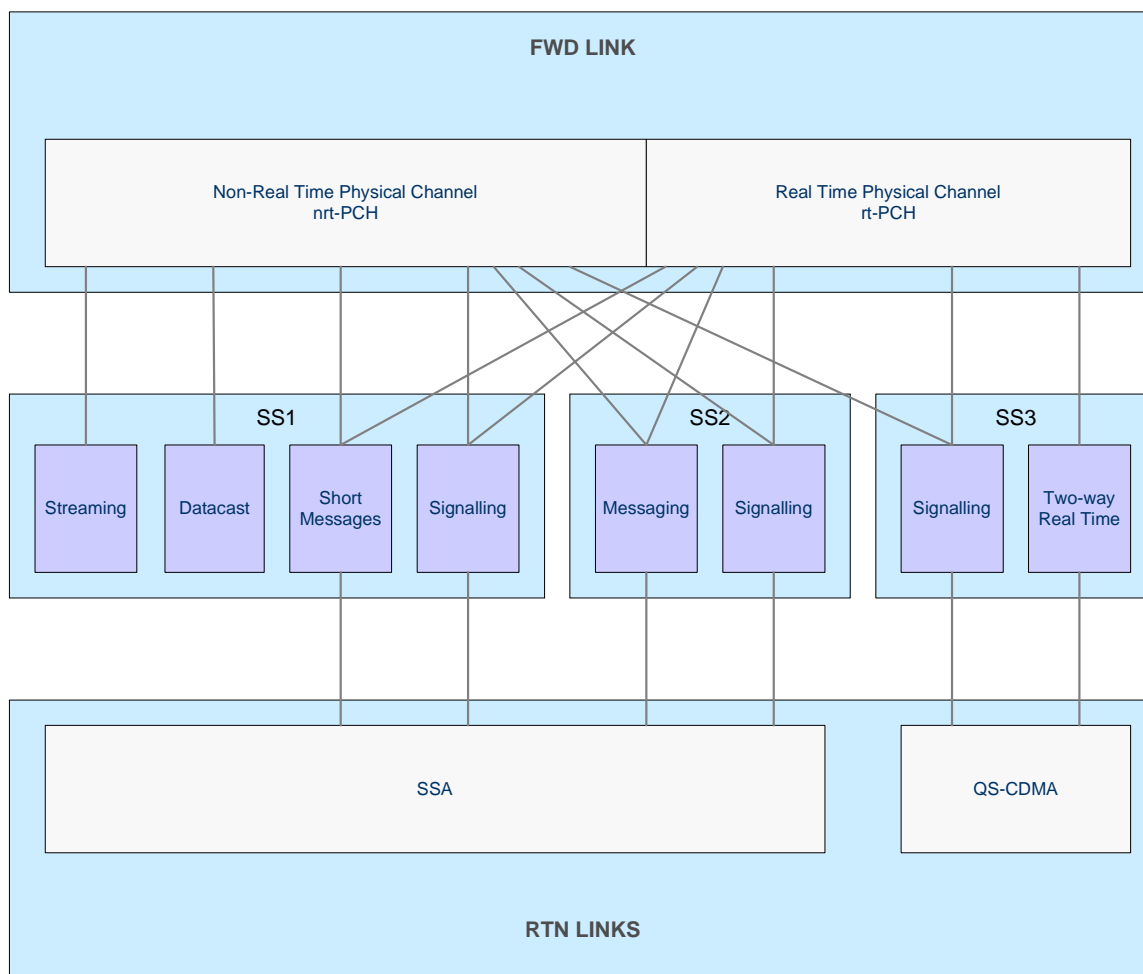 FWD LINK
Non-Real Time Physical Channel
nrt-PCH
Real Time Physical Channel
rt-PCH
SS1
SS2
SS3
Streaming
Datacast
Short
Messages
Signalling
Messaging
Signalling
Signalling
Two-way
Real Time
SSA
QS-CDMA
RTN LINKS